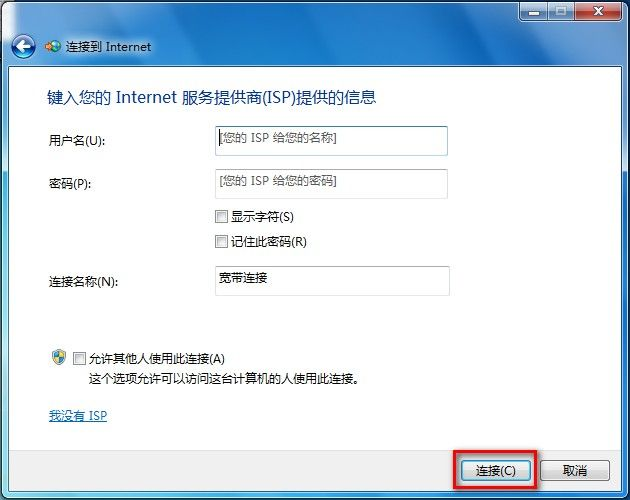 连接到 Internet
键入您的 Internet 服务提供商(ISP)提供的信息
用户名(U): [您的 ISP 给您的名称]
密码(P): [您的 ISP 给您的密码]
显示字符(S)
记住此密码(R)
连接名称(N): 宽带连接
允许其他人使用此连接(A)
这个选项允许可以访问这台计算机的人使用此连接。
我没有 ISP
连接(C) 取消